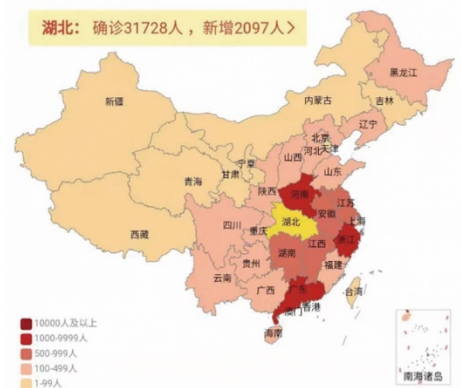 湖北： 确诊31728人 ，新增2097人>
黑龙江
新疆
内蒙古
吉林
辽宁
北京
天津
河北
山西
宁夏
山东
甘肃
青海
陕西
河南
江苏
安徽
上海
西藏
湖北
四川
重庆
浙江
江西
湖南
贵州
福建
云南
台湾
广西
广东
香港
澳门
海南
10000人及以上
1000-9999人
500-999人
100-499人
1-99人
南海诸岛